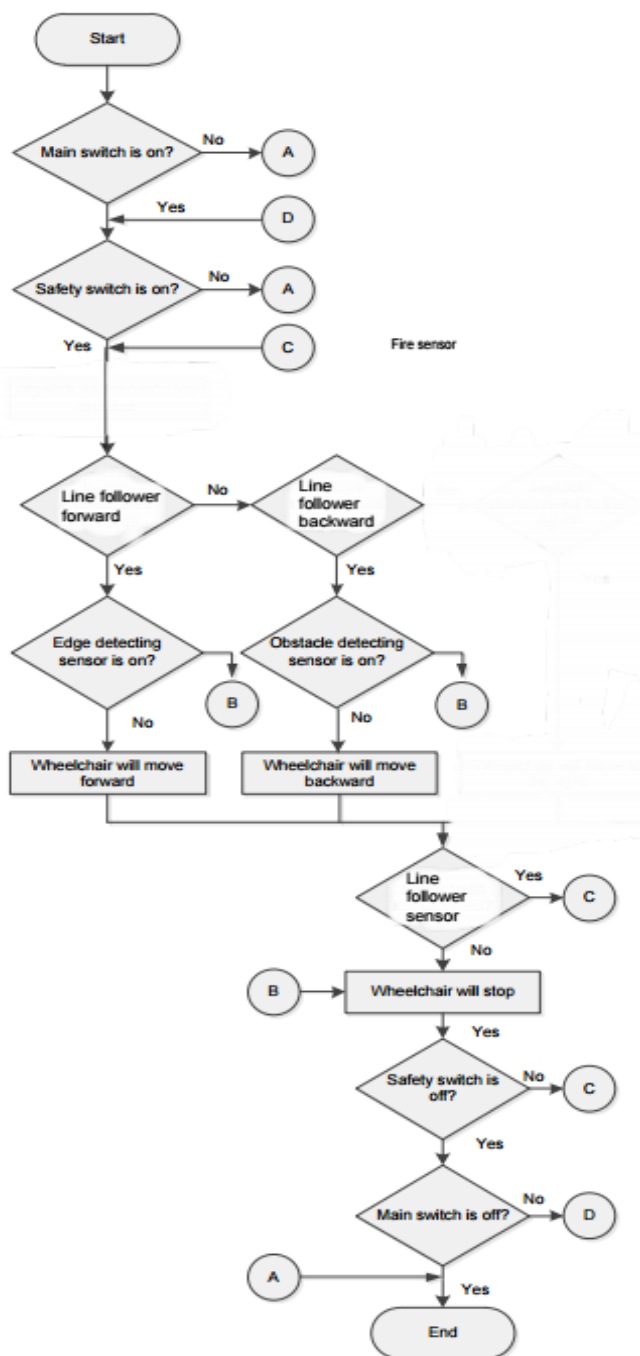 Start
Main switch is on?
No
A
Yes
D
Safety switch is on?
No
A
Yes
C
Fire sensor
Line follower
forward
No
Line
follower
backward
Yes
Yes
Edge detecting
sensor is on?
B
Obstacle detecting
sensor is on?
B
No
No
Wheelchair will move
forward
Wheelchair will move
backward
Line
follower
sensor
Yes
C
No
B
Wheelchair will stop
Yes
Safety switch is
off?
No
C
Yes
Main switch is off?
No
D
A
Yes
End